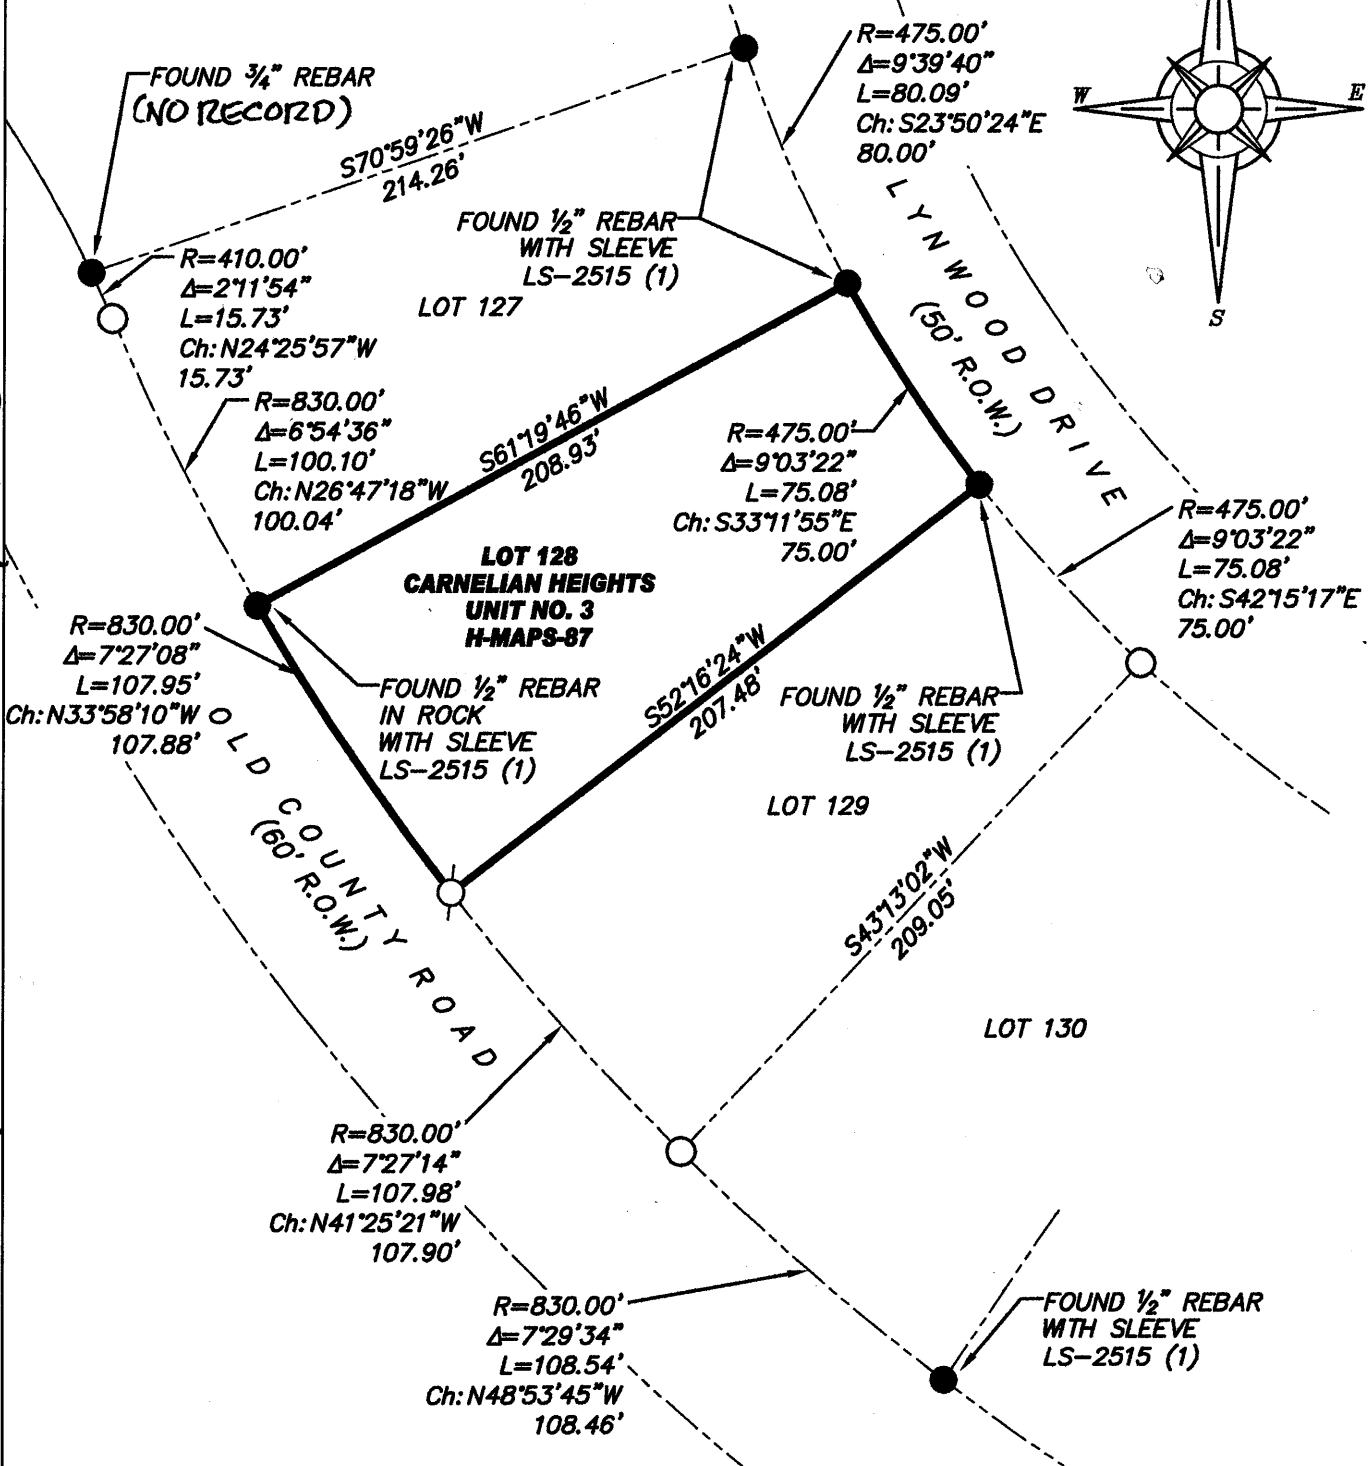 FOUND ¾" REBAR
(NO RECORD)
S70°59'26"W
214.26'
R=475.00'
Δ=9°39'40"
L=80.09'
Ch: S23°50'24"E
80.00'
W
E
S
FOUND ½" REBAR
WITH SLEEVE
LS-2515 (1)
LYNWOOD DRIVE
(50' R.O.W.)
R=410.00'
Δ=2°11'54"
L=15.73'
Ch: N24°25'57"W
15.73'
LOT 127
R=830.00'
Δ=6°54'36"
L=100.10'
Ch: N26°47'18"W
100.04'
S61°19'46"W
208.93'
R=475.00'
Δ=9°03'22"
L=75.08'
Ch: S33°11'55"E
75.00'
R=475.00'
Δ=9°03'22"
L=75.08'
Ch: S42°15'17"E
75.00'
LOT 128
CARNELIAN HEIGHTS
UNIT NO. 3
H-MAPS-87
R=830.00'
Δ=7°27'08"
L=107.95'
Ch: N33°58'10"W
107.88'
FOUND ½" REBAR
IN ROCK
WITH SLEEVE
LS-2515 (1)
S52°16'24"W
207.48'
FOUND ½" REBAR
WITH SLEEVE
LS-2515 (1)
OLD COUNTY ROAD
(60' R.O.W.)
LOT 129
S43°13'02"W
209.05'
LOT 130
R=830.00'
Δ=7°27'14"
L=107.98'
Ch: N41°25'21"W
107.90'
R=830.00'
Δ=7°29'34"
L=108.54'
Ch: N48°53'45"W
108.46'
FOUND ½" REBAR
WITH SLEEVE
LS-2515 (1)